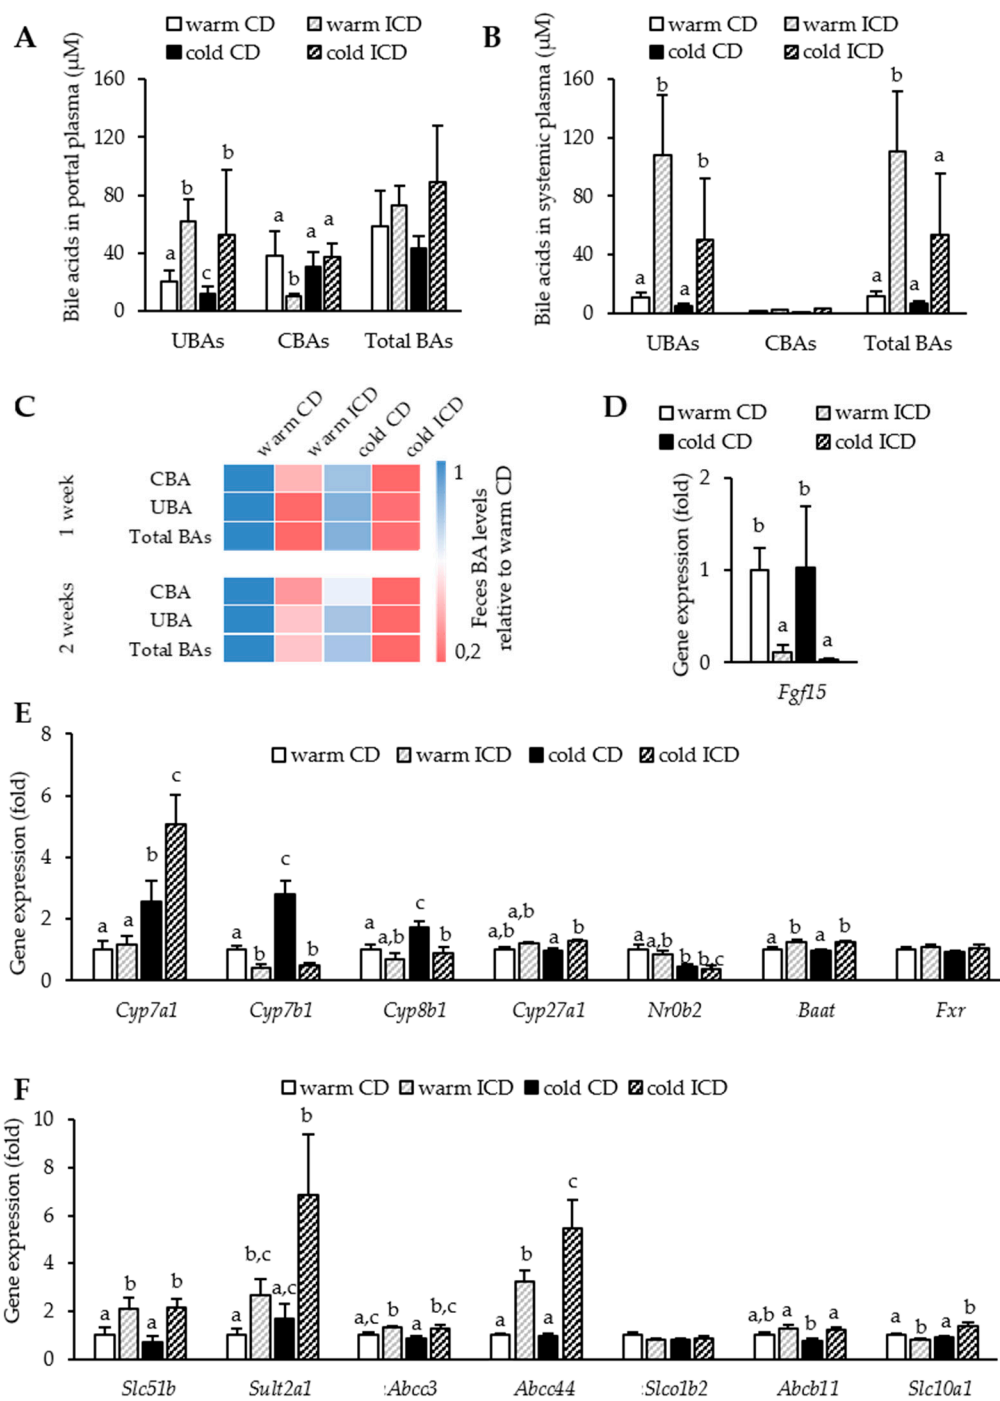 A
warm CD warm ICD
cold CD cold ICD
Bile acids in portal plasma (µM)
160
120
80
40
0
a b c b
a b a a
UBAs CBAs Total BAs
B
warm CD warm ICD
cold CD cold ICD
Bile acids in systemic plasma (µM)
160
120
80
40
0
a b a b
a b a a
UBAs CBAs Total BAs
C
warm CD warm ICD cold CD cold ICD
1 week
CBA
UBA
Total BAs
2 weeks
CBA
UBA
Total BAs
1
0,2
Feces BA levels
relative to warm CD
D
warm CD warm ICD
cold CD cold ICD
Gene expression (fold)
2
1
0
b a b a
Fgf15
E
warm CD warm ICD cold CD cold ICD
Gene expression (fold)
8
6
4
2
0
a a b c
a b c b
a a,b c b
a,b a,b a b
a a,b b b,c
a b a b
Cyp7a1 Cyp7b1 Cyp8b1 Cyp27a1 Nr0b2 Baat Fxr
F
warm CD warm ICD cold CD cold ICD
Gene expression (fold)
10
8
6
4
2
0
a b a b
a b,c a,c b
a,c b a b,c
a b a c
a,b a b a
a b a b
Slc51b Sult2a1 :Abcc3 Abcc44 :Slco1b2 Abcb11 Slc10a1